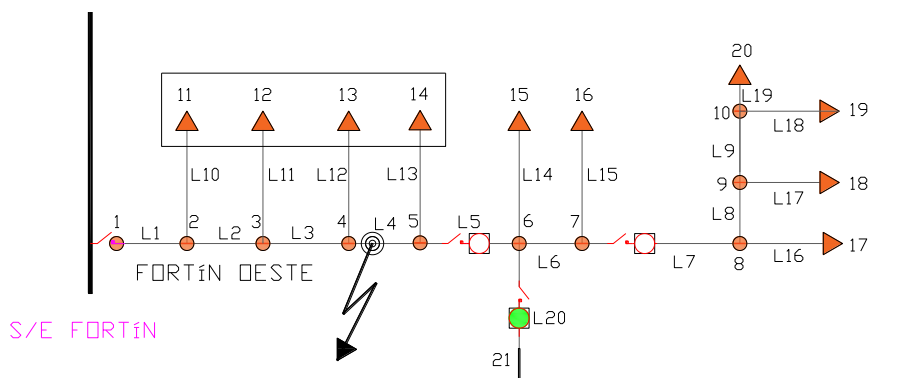 20
11 12 13 14 15 16
L19
10 19
L18
L9
L10 L11 L12 L13 L14 L15 9 18
L17
L8
1 2 3 4 L4 5 L5 6 7
L1 L2 L3 L6 L7 8 L16 17
FORTíN OESTE
S/E FORTíN
L20
21